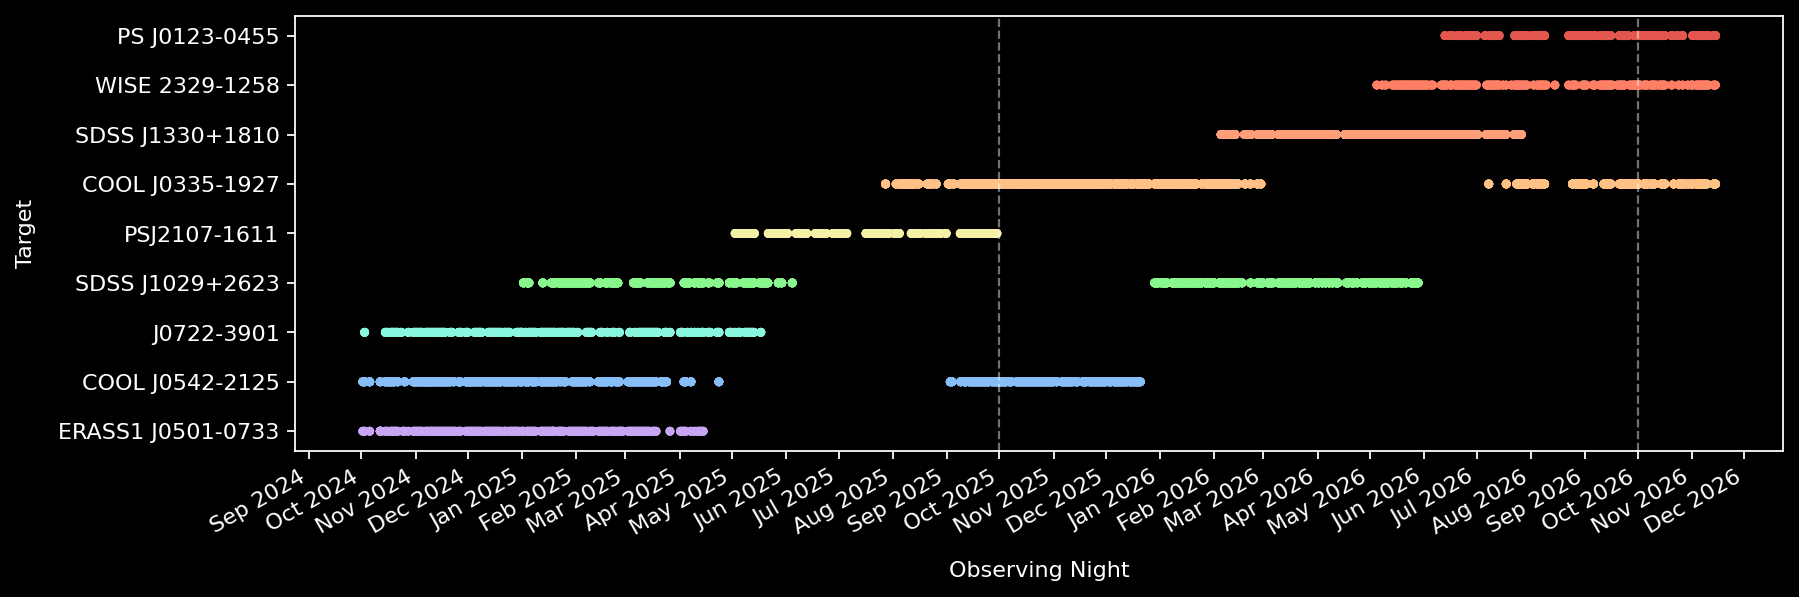 PS J0123-0455
WISE 2329-1258
SDSS J1330+1810
COOL J0335-1927
PSJ2107-1611
SDSS J1029+2623
J0722-3901
COOL J0542-2125
ERASS1 J0501-0733
Target
Sep 2024
Oct 2024
Nov 2024
Dec 2024
Jan 2025
Feb 2025
Mar 2025
Apr 2025
May 2025
Jun 2025
Jul 2025
Aug 2025
Sep 2025
Oct 2025
Nov 2025
Dec 2025
Jan 2026
Feb 2026
Mar 2026
Apr 2026
May 2026
Jun 2026
Jul 2026
Aug 2026
Sep 2026
Oct 2026
Nov 2026
Dec 2026
Observing Night